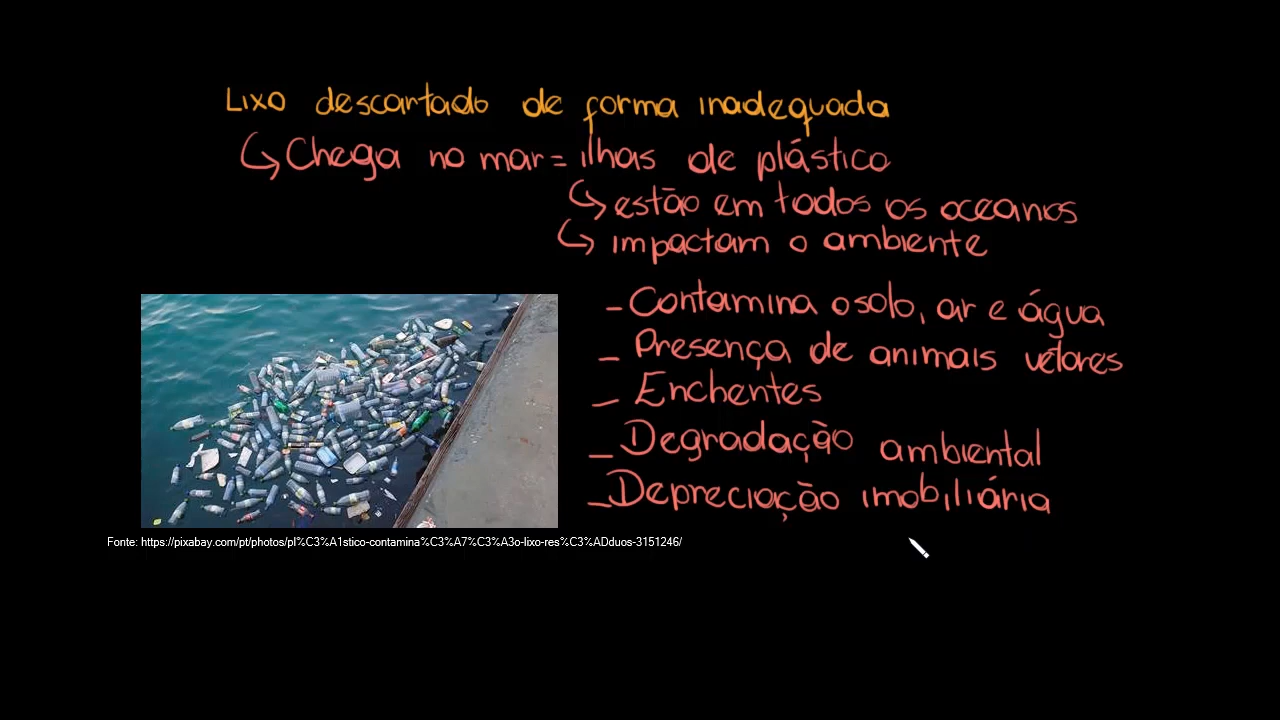 Lixo descartado de forma inadequada
↳ Chega no mar = ilhas de plástico
↳ estão em todos os oceanos
↳ impactam o ambiente
- Contamina o solo, ar e água
- Presença de animais vetores
- Enchentes
- Degradação ambiental
- Depreciação imobiliária
Fonte: https://pixabay.com/pt/photos/pl%C3%A1stico-contamina%C3%A7%C3%A3o-lixo-res%C3%ADduos-3151246/